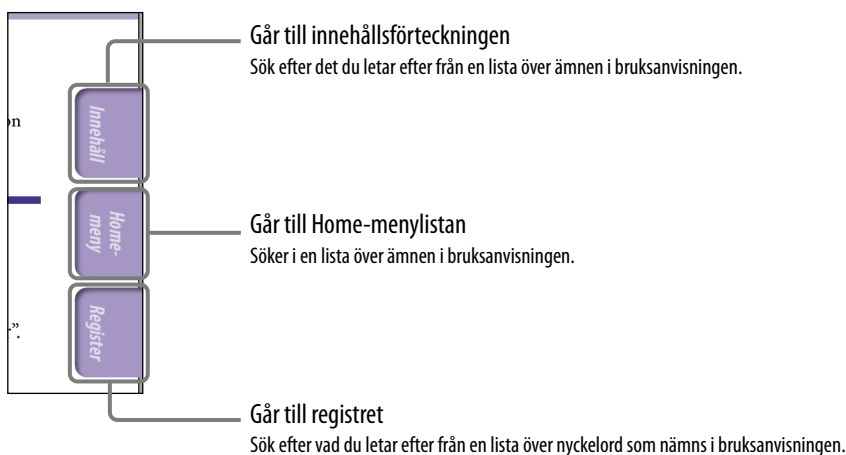 Går till innehållsförteckningen
Sök efter det du letar efter från en lista över ämnen i bruksanvisningen.
on
Innehåll
Home-
meny
Går till Home-menylistan
Söker i en lista över ämnen i bruksanvisningen.
Register
r”.
Går till registret
Sök efter vad du letar efter från en lista över nyckelord som nämns i bruksanvisningen.